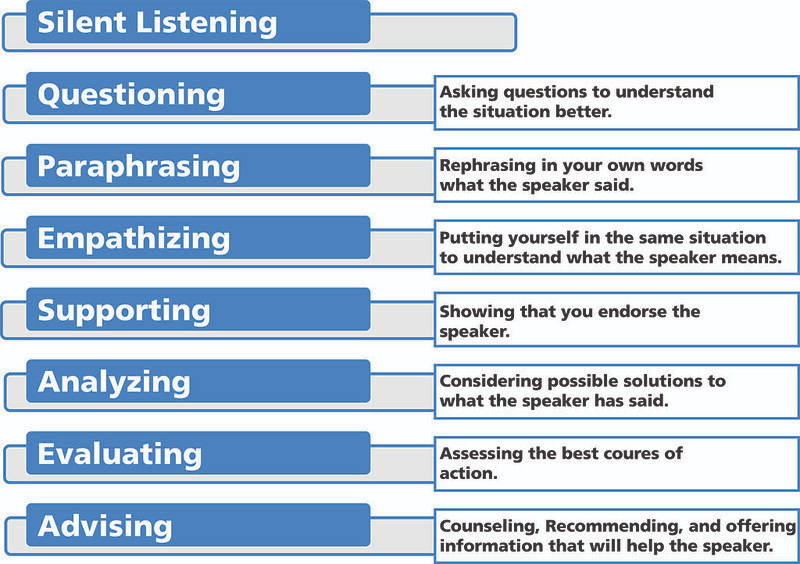 Silent Listening
Questioning
Asking questions to understand
the situation better.
Paraphrasing
Rephrasing in your own words
what the speaker said.
Empathizing
Putting yourself in the same situation
to understand what the speaker means.
Supporting
Showing that you endorse the
speaker.
Analyzing
Considering possible solutions to
what the speaker has said.
Evaluating
Assessing the best coures of
action.
Advising
Counseling, Recommending, and offering
information that will help the speaker.